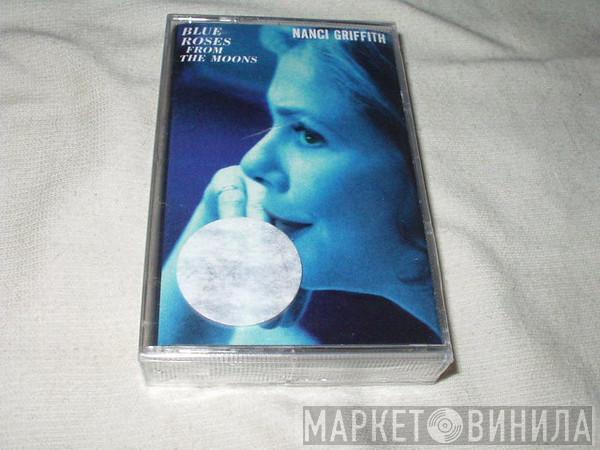 BLUE
ROSES
FROM
THE MOONS
NANCI GRIFFITH
МАРКЕТ ВИНИЛА